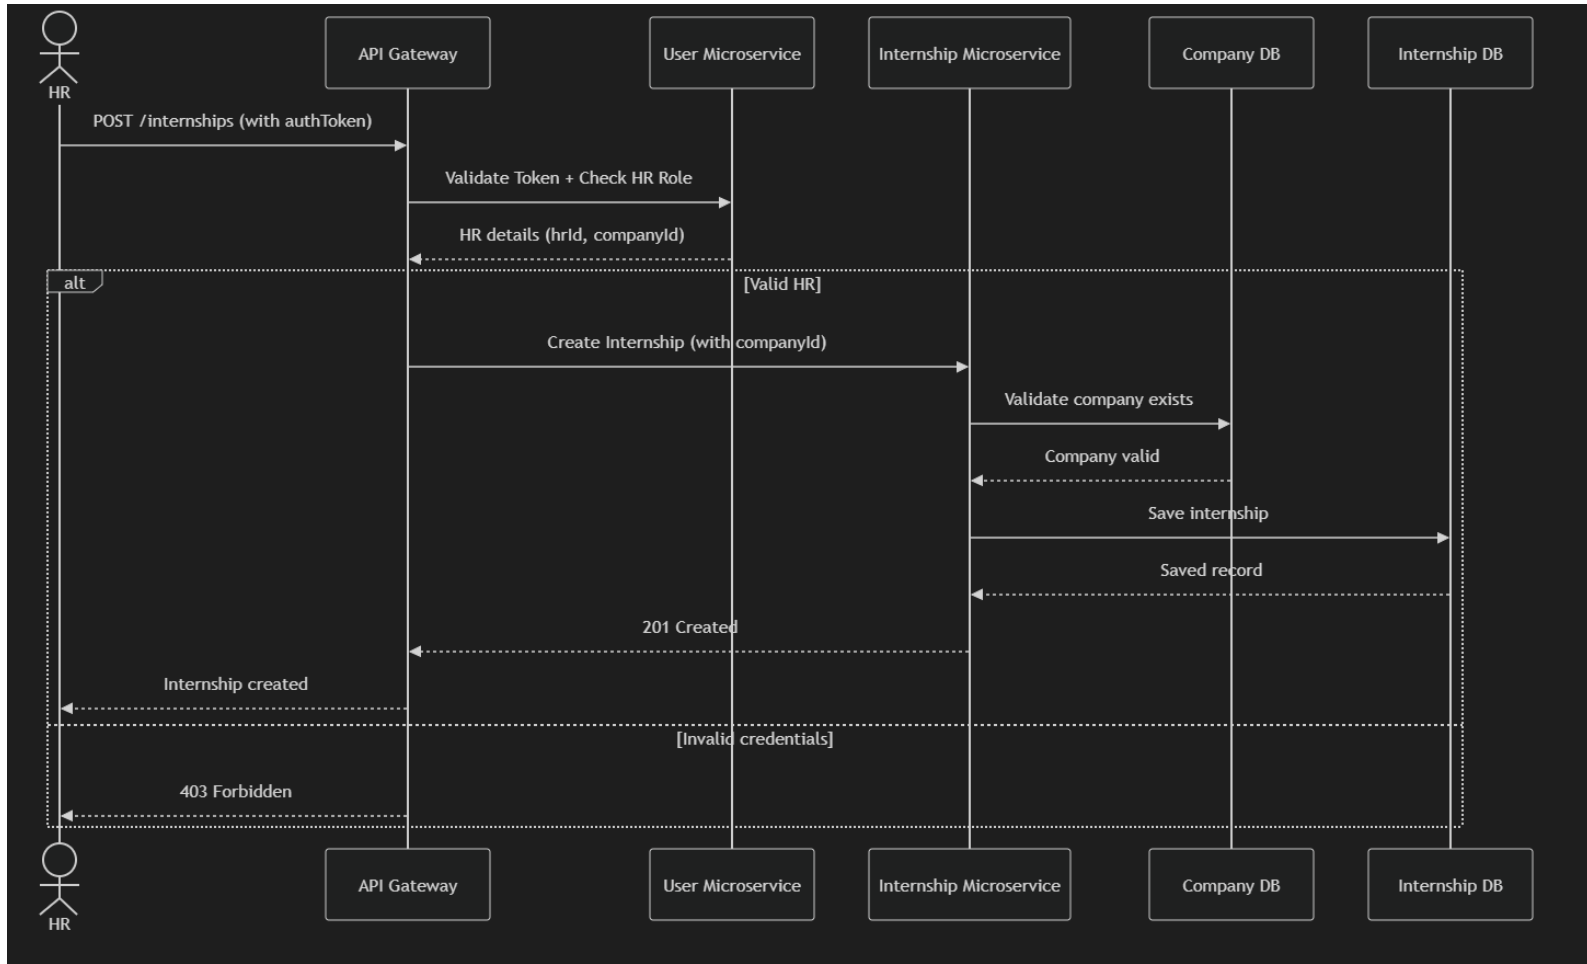 HR
API Gateway
User Microservice
Internship Microservice
Company DB
Internship DB
POST /internships (with authToken)
Validate Token + Check HR Role
HR details (hrId, companyId)
alt
[Valid HR]
Create Internship (with companyId)
Validate company exists
Company valid
Save internship
Saved record
201 Created
Internship created
[Invalid credentials]
403 Forbidden
HR
API Gateway
User Microservice
Internship Microservice
Company DB
Internship DB